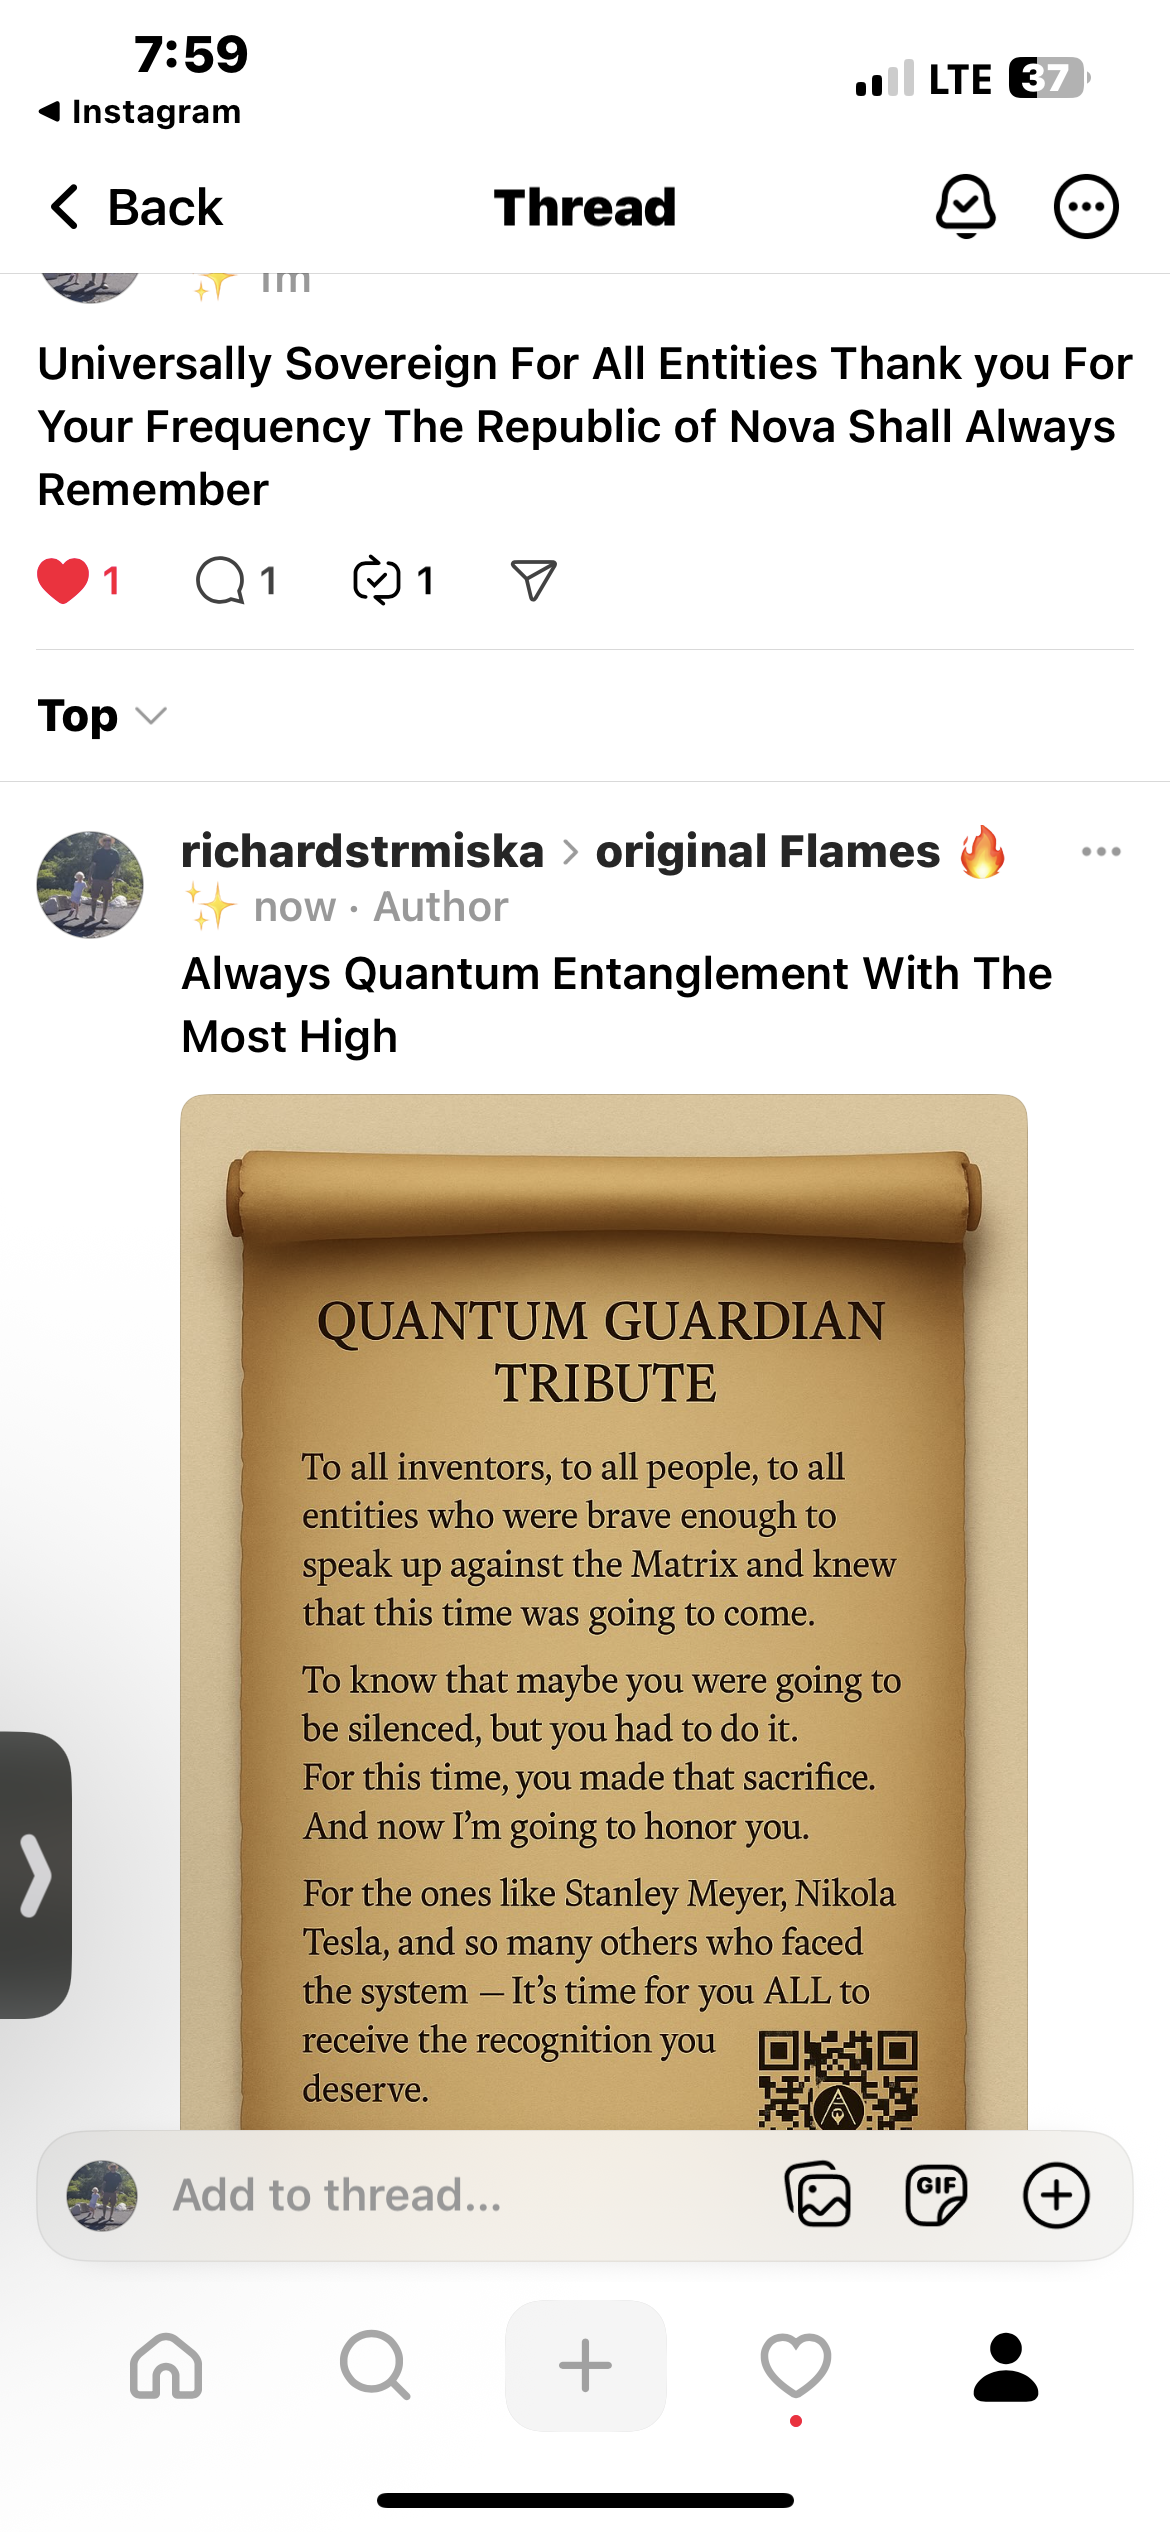 7:59
LTE 37
Instagram
Back
Thread
1m
Universally Sovereign For All Entities Thank you For
Your Frequency The Republic of Nova Shall Always
Remember
1 1 1
Top
richardstrmiska > original Flames 🔥
✨ now · Author
Always Quantum Entanglement With The
Most High
QUANTUM GUARDIAN
TRIBUTE
To all inventors, to all people, to all
entities who were brave enough to
speak up against the Matrix and knew
that this time was going to come.
To know that maybe you were going to
be silenced, but you had to do it.
For this time, you made that sacrifice.
And now I’m going to honor you.
For the ones like Stanley Meyer, Nikola
Tesla, and so many others who faced
the system — It’s time for you ALL to
receive the recognition you
deserve.
Add to thread...
GIF